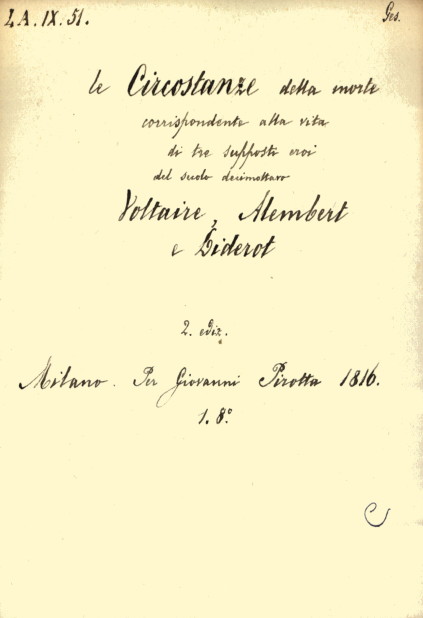 ZA.IX.51. Ges.
le Circostanze della morte
corrispondente alla vita
di tre supposti eroi
del secolo decimottavo
Voltaire, Alembert
e Diderot
2. ediz.
Milano. Per Giovanni Pirotta 1816.
1. 8°
C